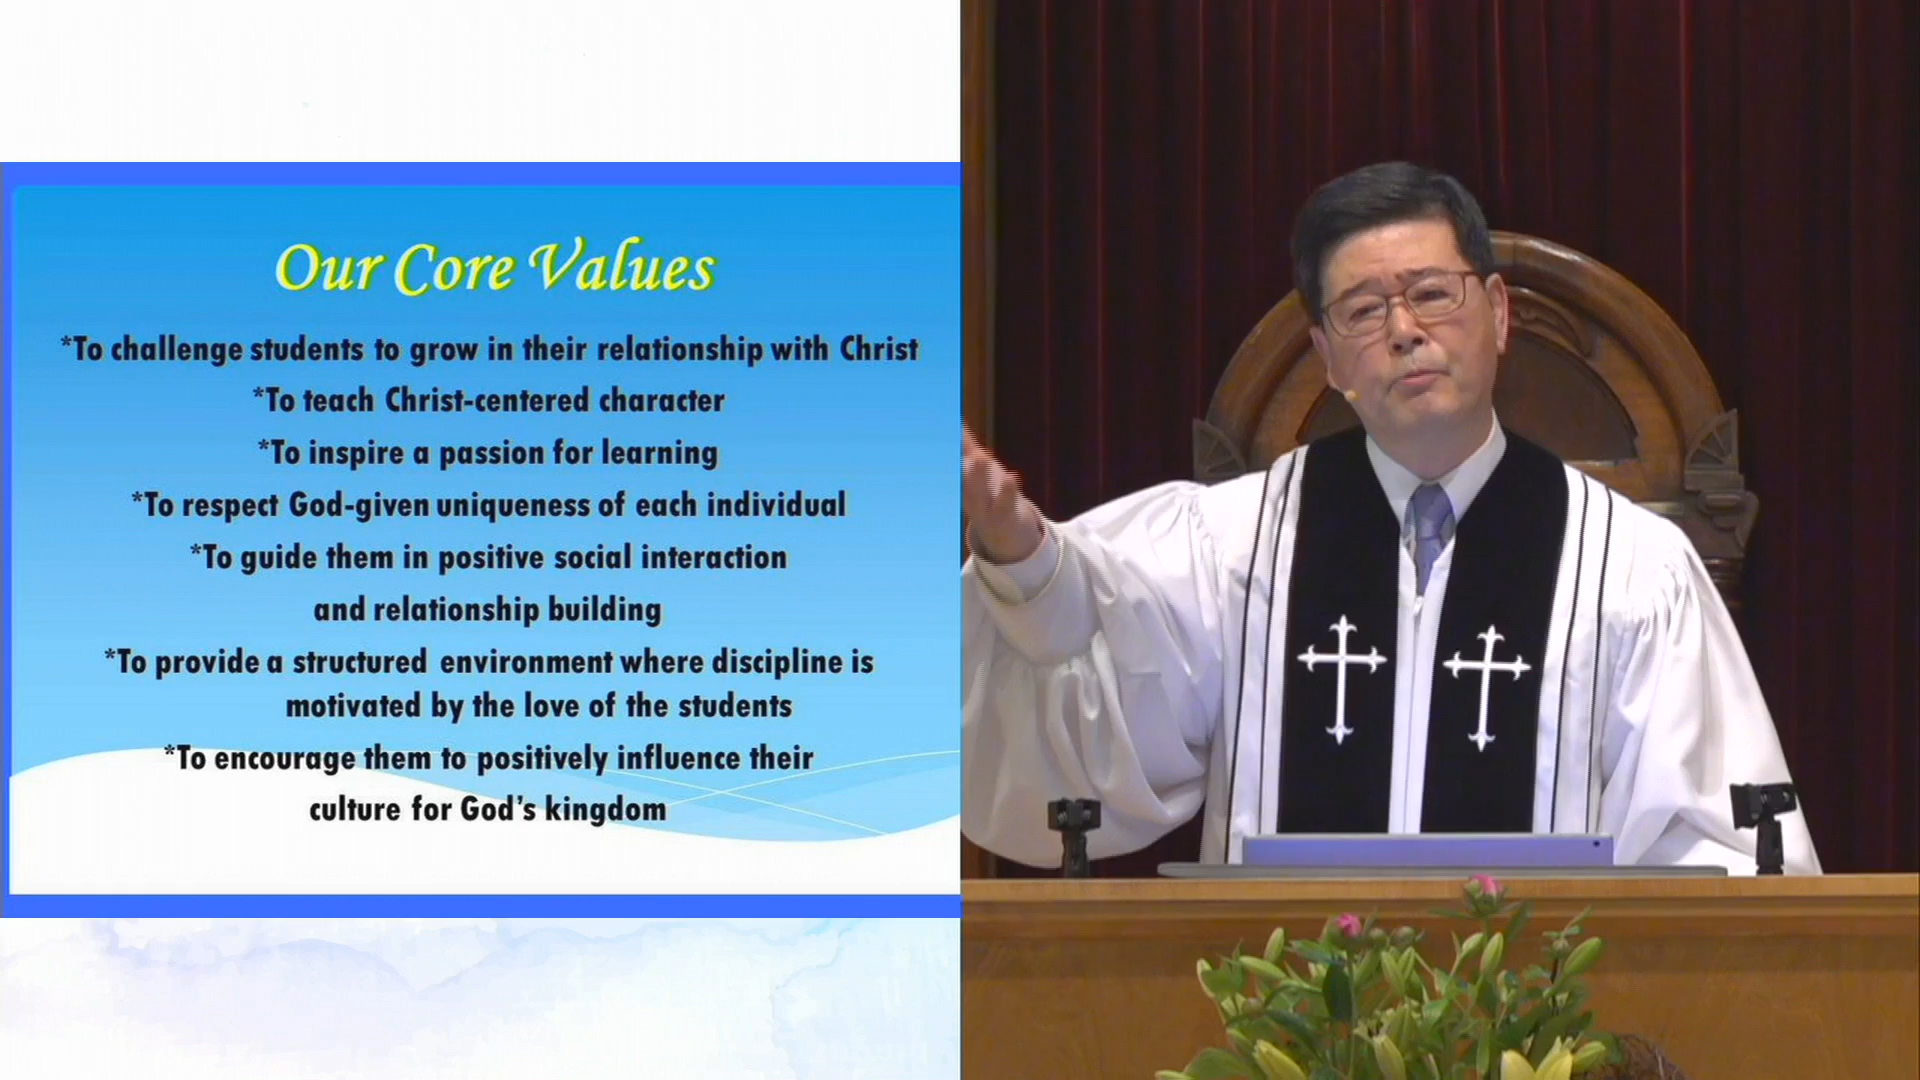 Our Core Values
*To challenge students to grow in their relationship with Christ
*To teach Christ-centered character
*To inspire a passion for learning
*To respect God-given uniqueness of each individual
*To guide them in positive social interaction
and relationship building
*To provide a structured environment where discipline is
motivated by the love of the students
*To encourage them to positively influence their
culture for God's kingdom